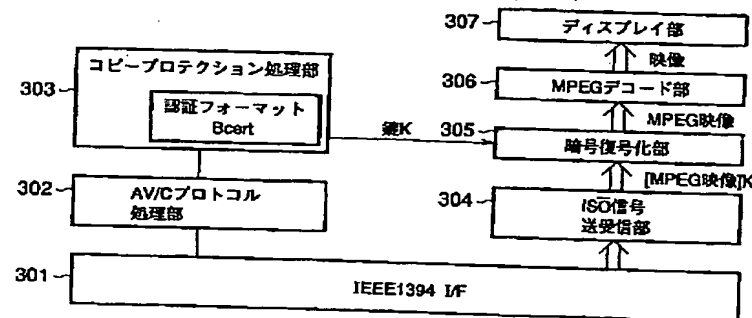 307
ディスプレイ部
映像
306
MPEGデコード部
MPEG映像
305
暗号復号化部
[MPEG映像]K
304
ISO信号
送受信部
303
コピープロテクション処理部
認証フォーマット
Bcert
鍵K
302
AV/Cプロトコル
処理部
301
IEEE1394 I/F